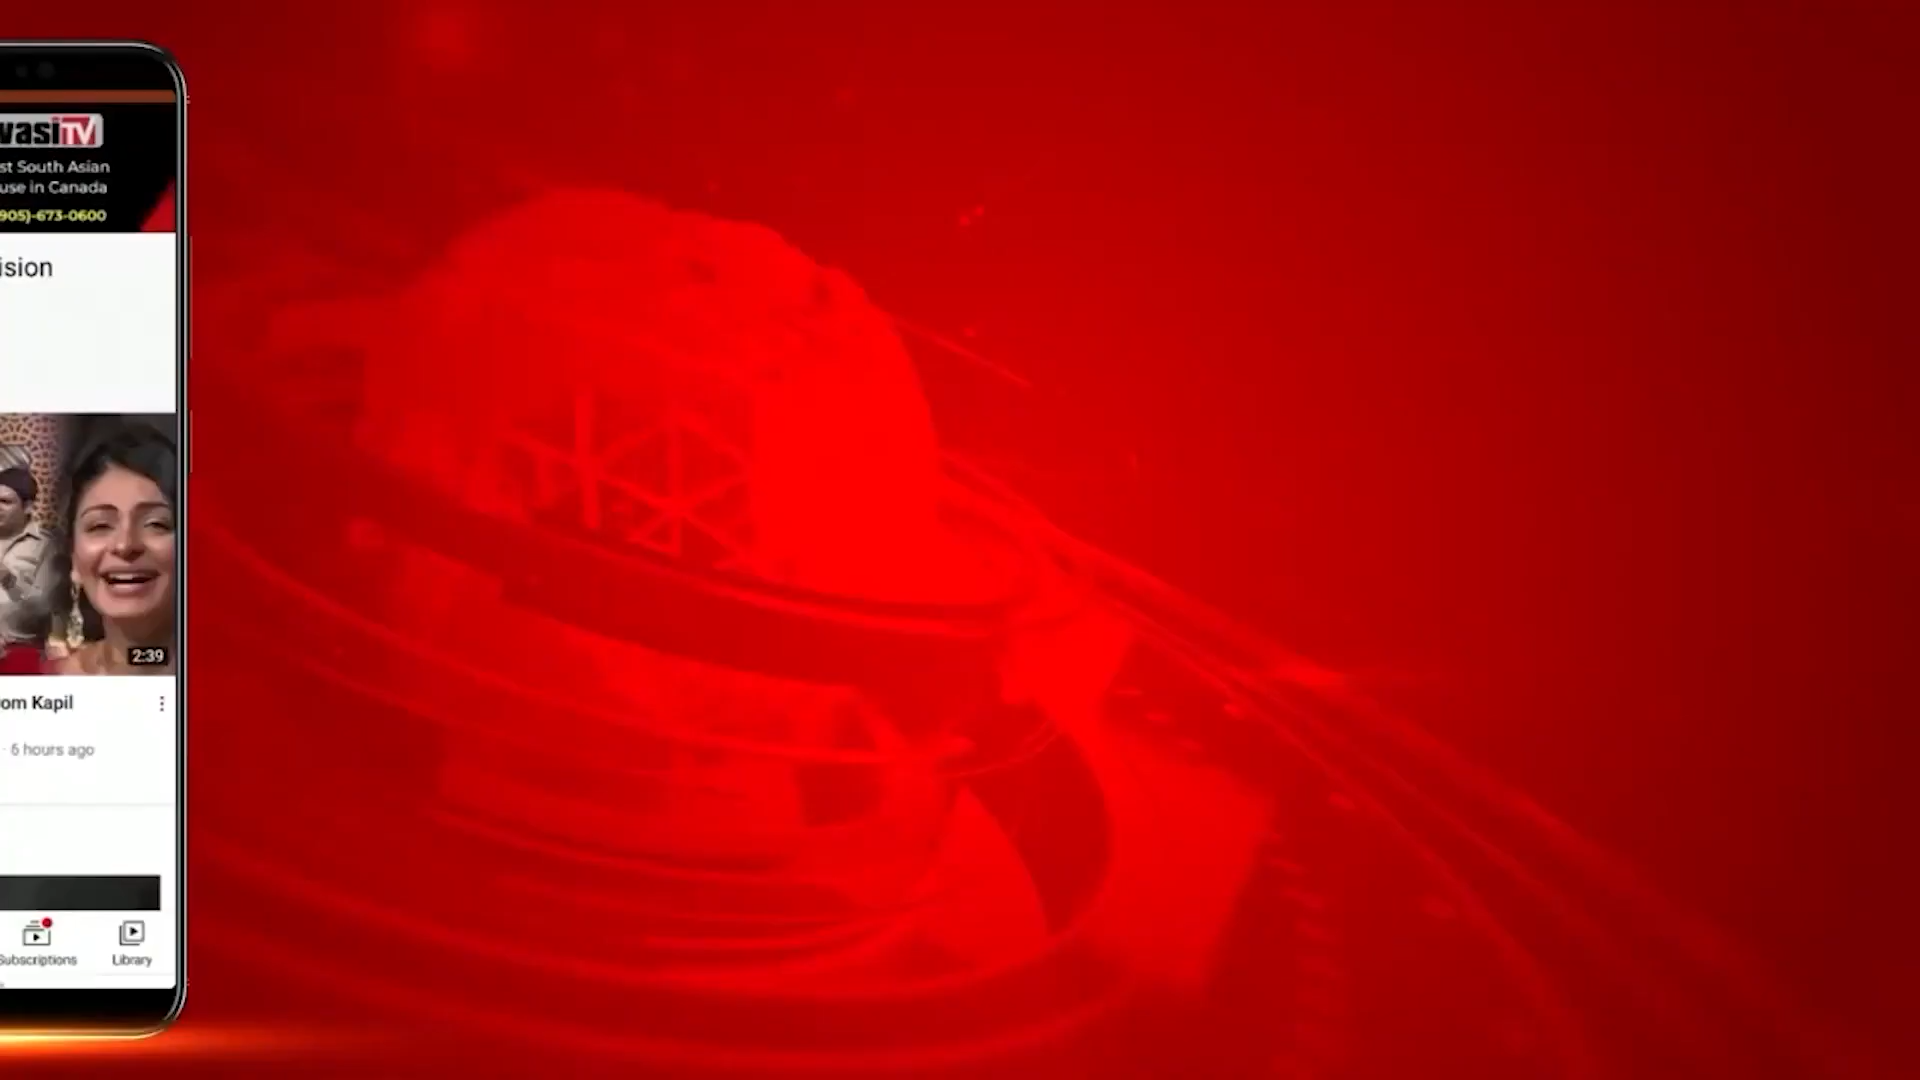 vasiTV
st South Asian
use in Canada
905)-673-0600
ision
2:39
om Kapil
· 6 hours ago
Subscriptions
Library